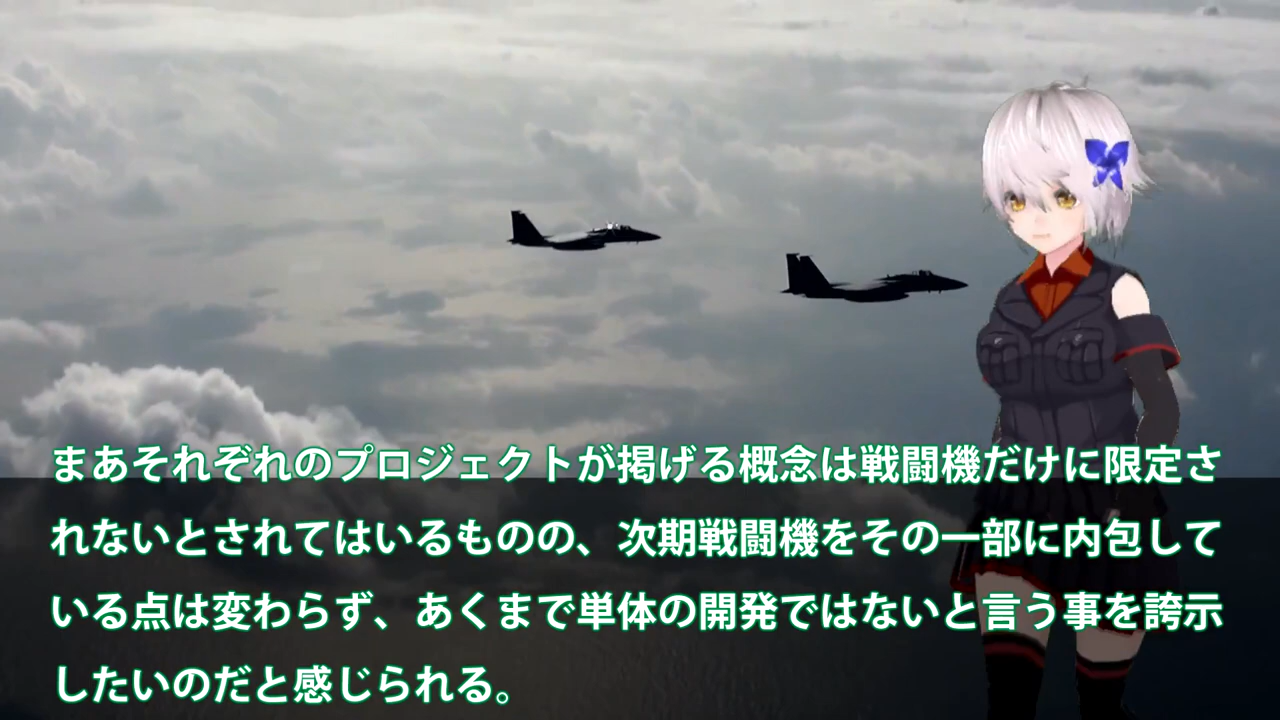 まあそれぞれのプロジェクトが掲げる概念は戦闘機だけに限定さ
れないとされてはいるものの、次期戦闘機をその一部に内包して
いる点は変わらず、あくまで単体の開発ではないと言う事を誇示
したいのだと感じられる。